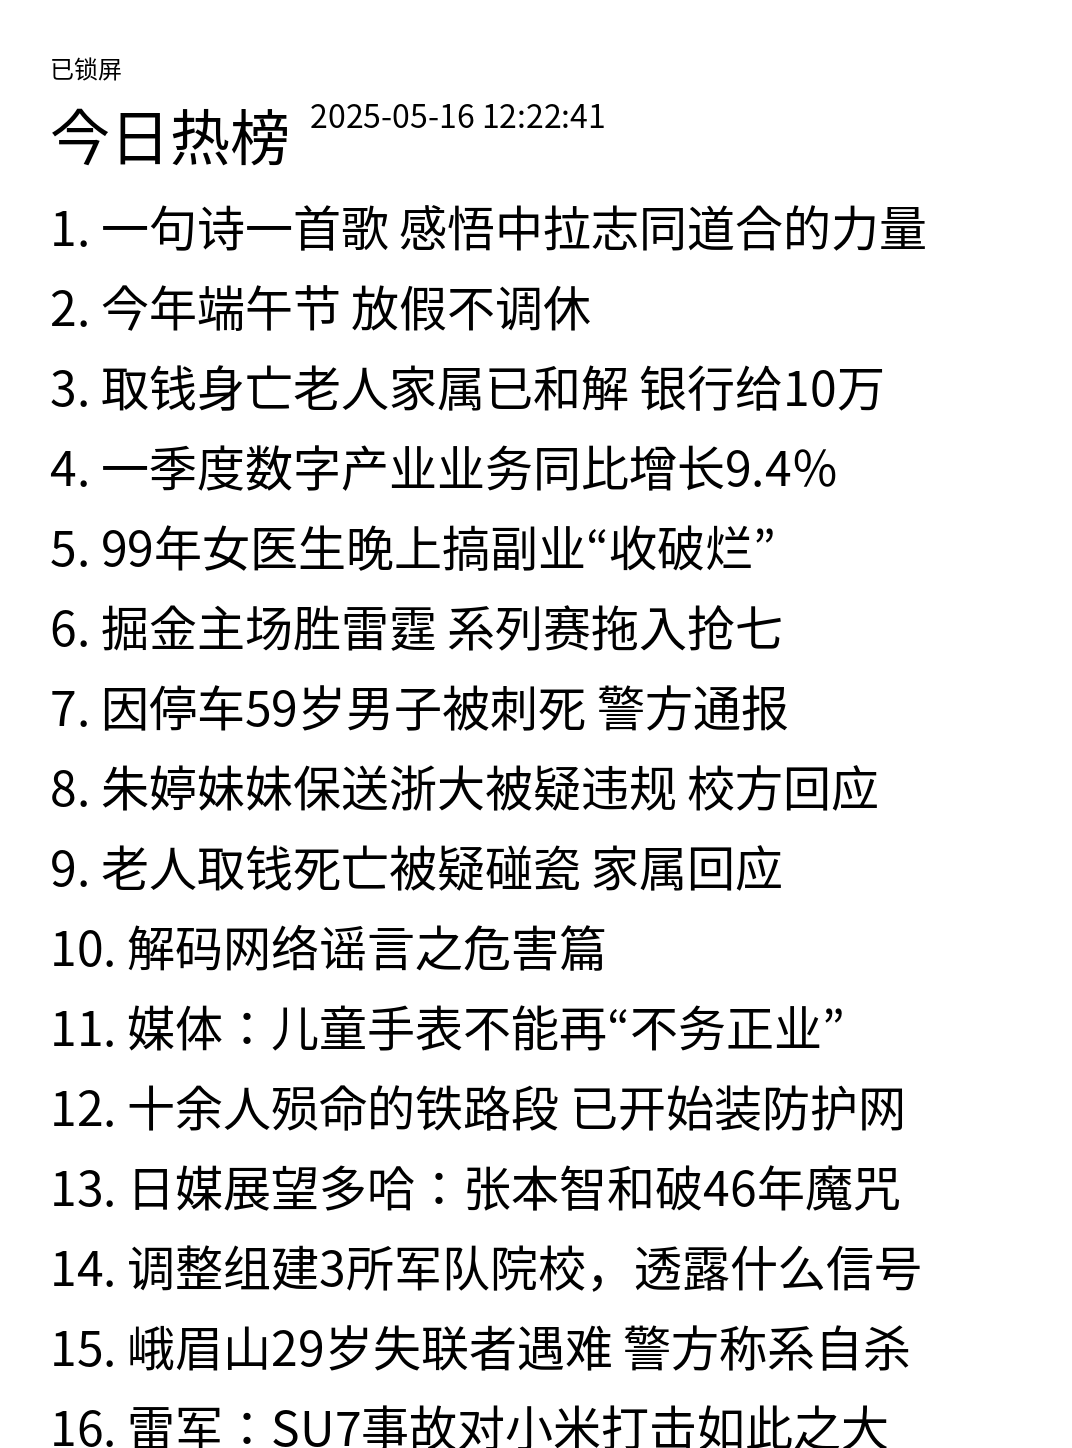 已锁屏
今日热榜 2025-05-16 12:22:41
1. 一句诗一首歌 感悟中拉志同道合的力量
2. 今年端午节 放假不调休
3. 取钱身亡老人家属已和解 银行给10万
4. 一季度数字产业业务同比增长9.4%
5. 99年女医生晚上搞副业“收破烂”
6. 掘金主场胜雷霆 系列赛拖入抢七
7. 因停车59岁男子被刺死 警方通报
8. 朱婷妹妹保送浙大被疑违规 校方回应
9. 老人取钱死亡被疑碰瓷 家属回应
10. 解码网络谣言之危害篇
11. 媒体：儿童手表不能再“不务正业”
12. 十余人殒命的铁路段 已开始装防护网
13. 日媒展望多哈：张本智和破46年魔咒
14. 调整组建3所军队院校，透露什么信号
15. 峨眉山29岁失联者遇难 警方称系自杀
16. 雷军：SU7事故对小米打击如此之大